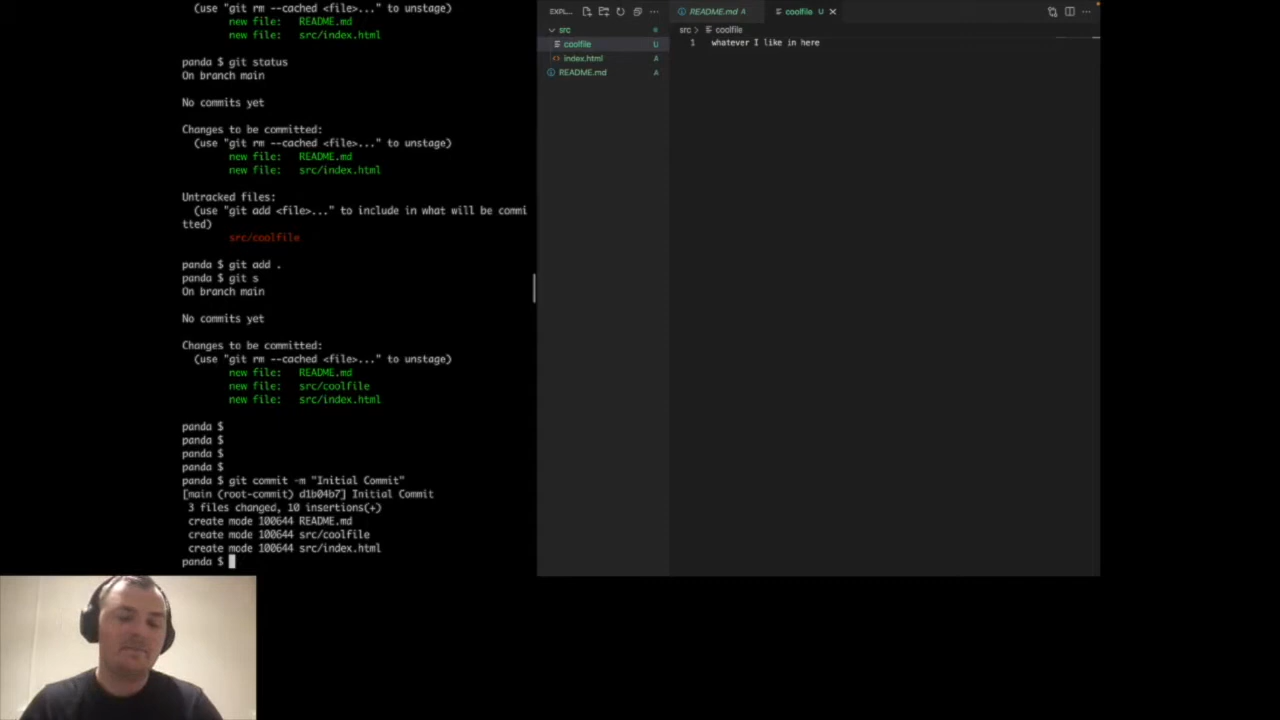 (use "git rm --cached <file>..." to unstage)
new file: README.md
new file: src/index.html
panda $ git status
On branch main
No commits yet
Changes to be committed:
(use "git rm --cached <file>..." to unstage)
new file: README.md
new file: src/index.html
Untracked files:
(use "git add <file>..." to include in what will be commi
tted)
src/coolfile
panda $ git add .
panda $ git s
On branch main
No commits yet
Changes to be committed:
(use "git rm --cached <file>..." to unstage)
new file: README.md
new file: src/coolfile
new file: src/index.html
panda $
panda $
panda $
panda $
panda $ git commit -m "Initial Commit"
[main (root-commit) d1b04b7] Initial Commit
3 files changed, 10 insertions(+)
create mode 100644 README.md
create mode 100644 src/coolfile
create mode 100644 src/index.html
panda $
EXPL...
src
coolfile U
index.html A
README.md A
README.md A
coolfile U
src > coolfile
1 whatever I like in here